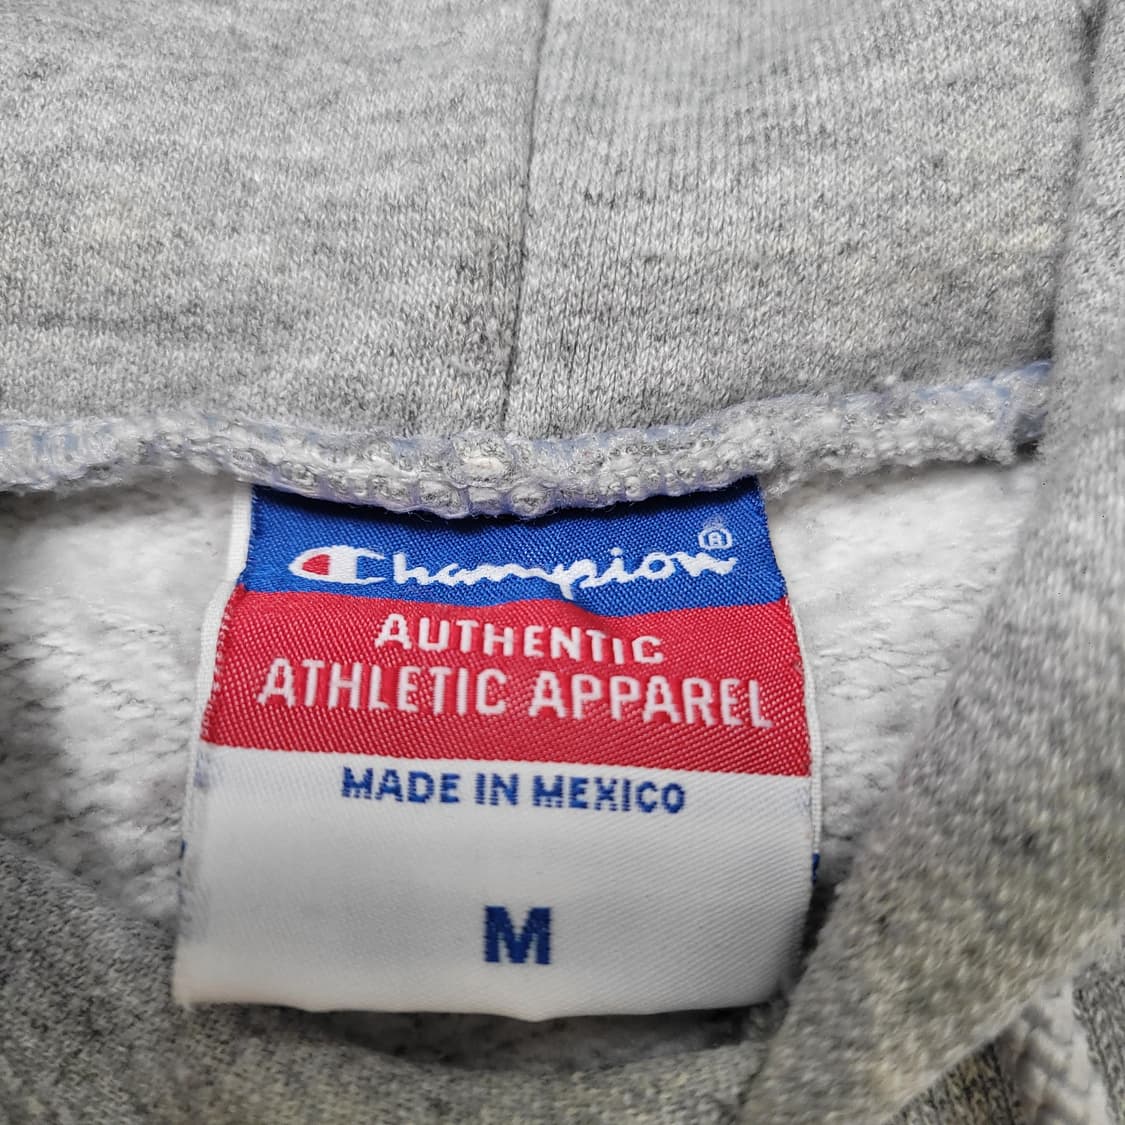 Champion®
AUTHENTIC
ATHLETIC APPAREL
MADE IN MEXICO
M